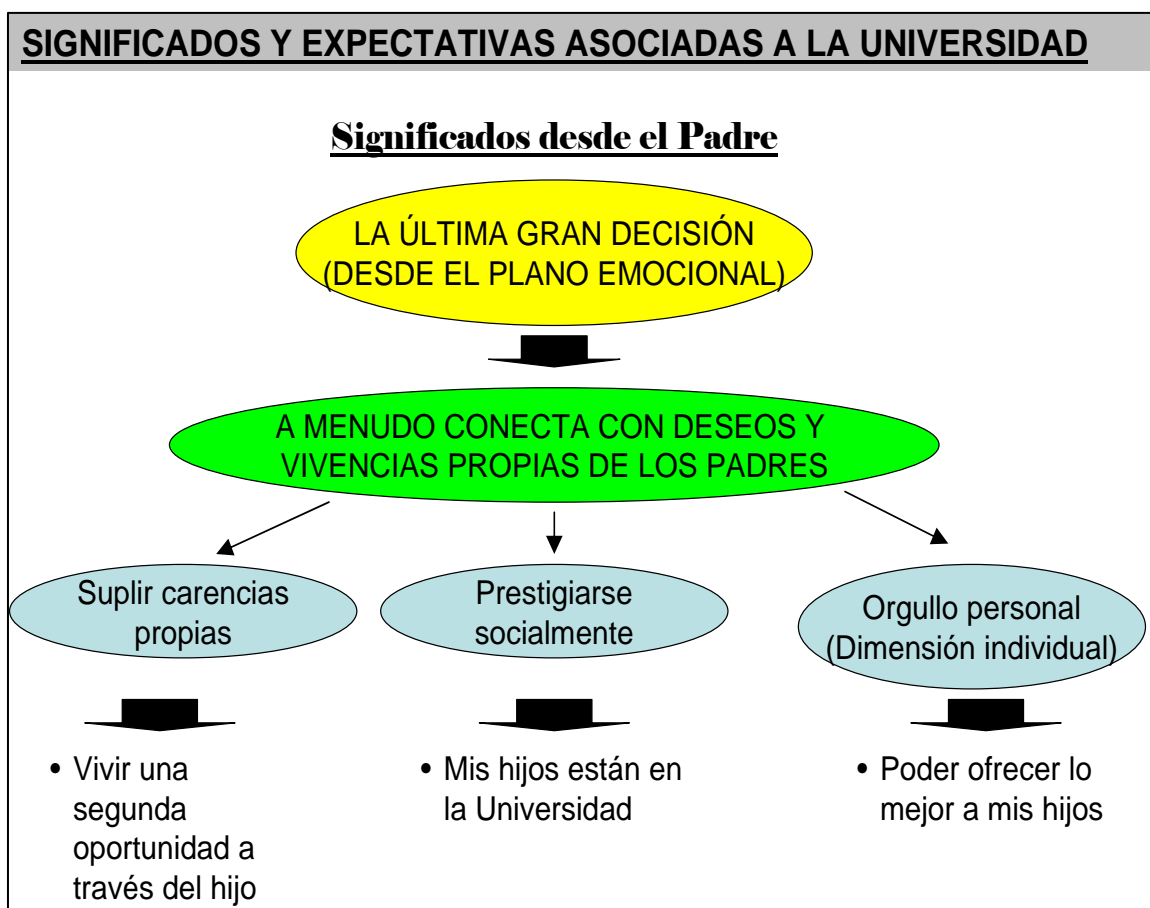 SIGNIFICADOS Y EXPECTATIVAS ASOCIADAS A LA UNIVERSIDAD
Significados desde el Padre
LA ÚLTIMA GRAN DECISIÓN
(DESDE EL PLANO EMOCIONAL)
A MENUDO CONECTA CON DESEOS Y
VIVENCIAS PROPIAS DE LOS PADRES
Suplir carencias
propias
Prestigiarse
socialmente
Orgullo personal
(Dimensión individual)
• Vivir una
segunda
oportunidad a
través del hijo
• Mis hijos están en
la Universidad
• Poder ofrecer lo
mejor a mis hijos